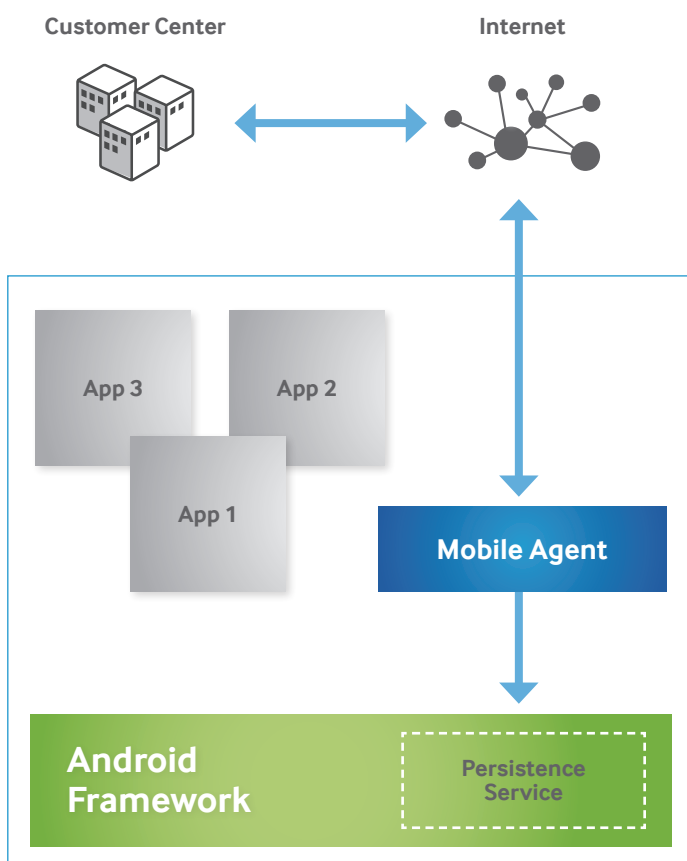 Customer Center
Internet
App 3
App 2
App 1
Mobile Agent
Android
Framework
Persistence
Service